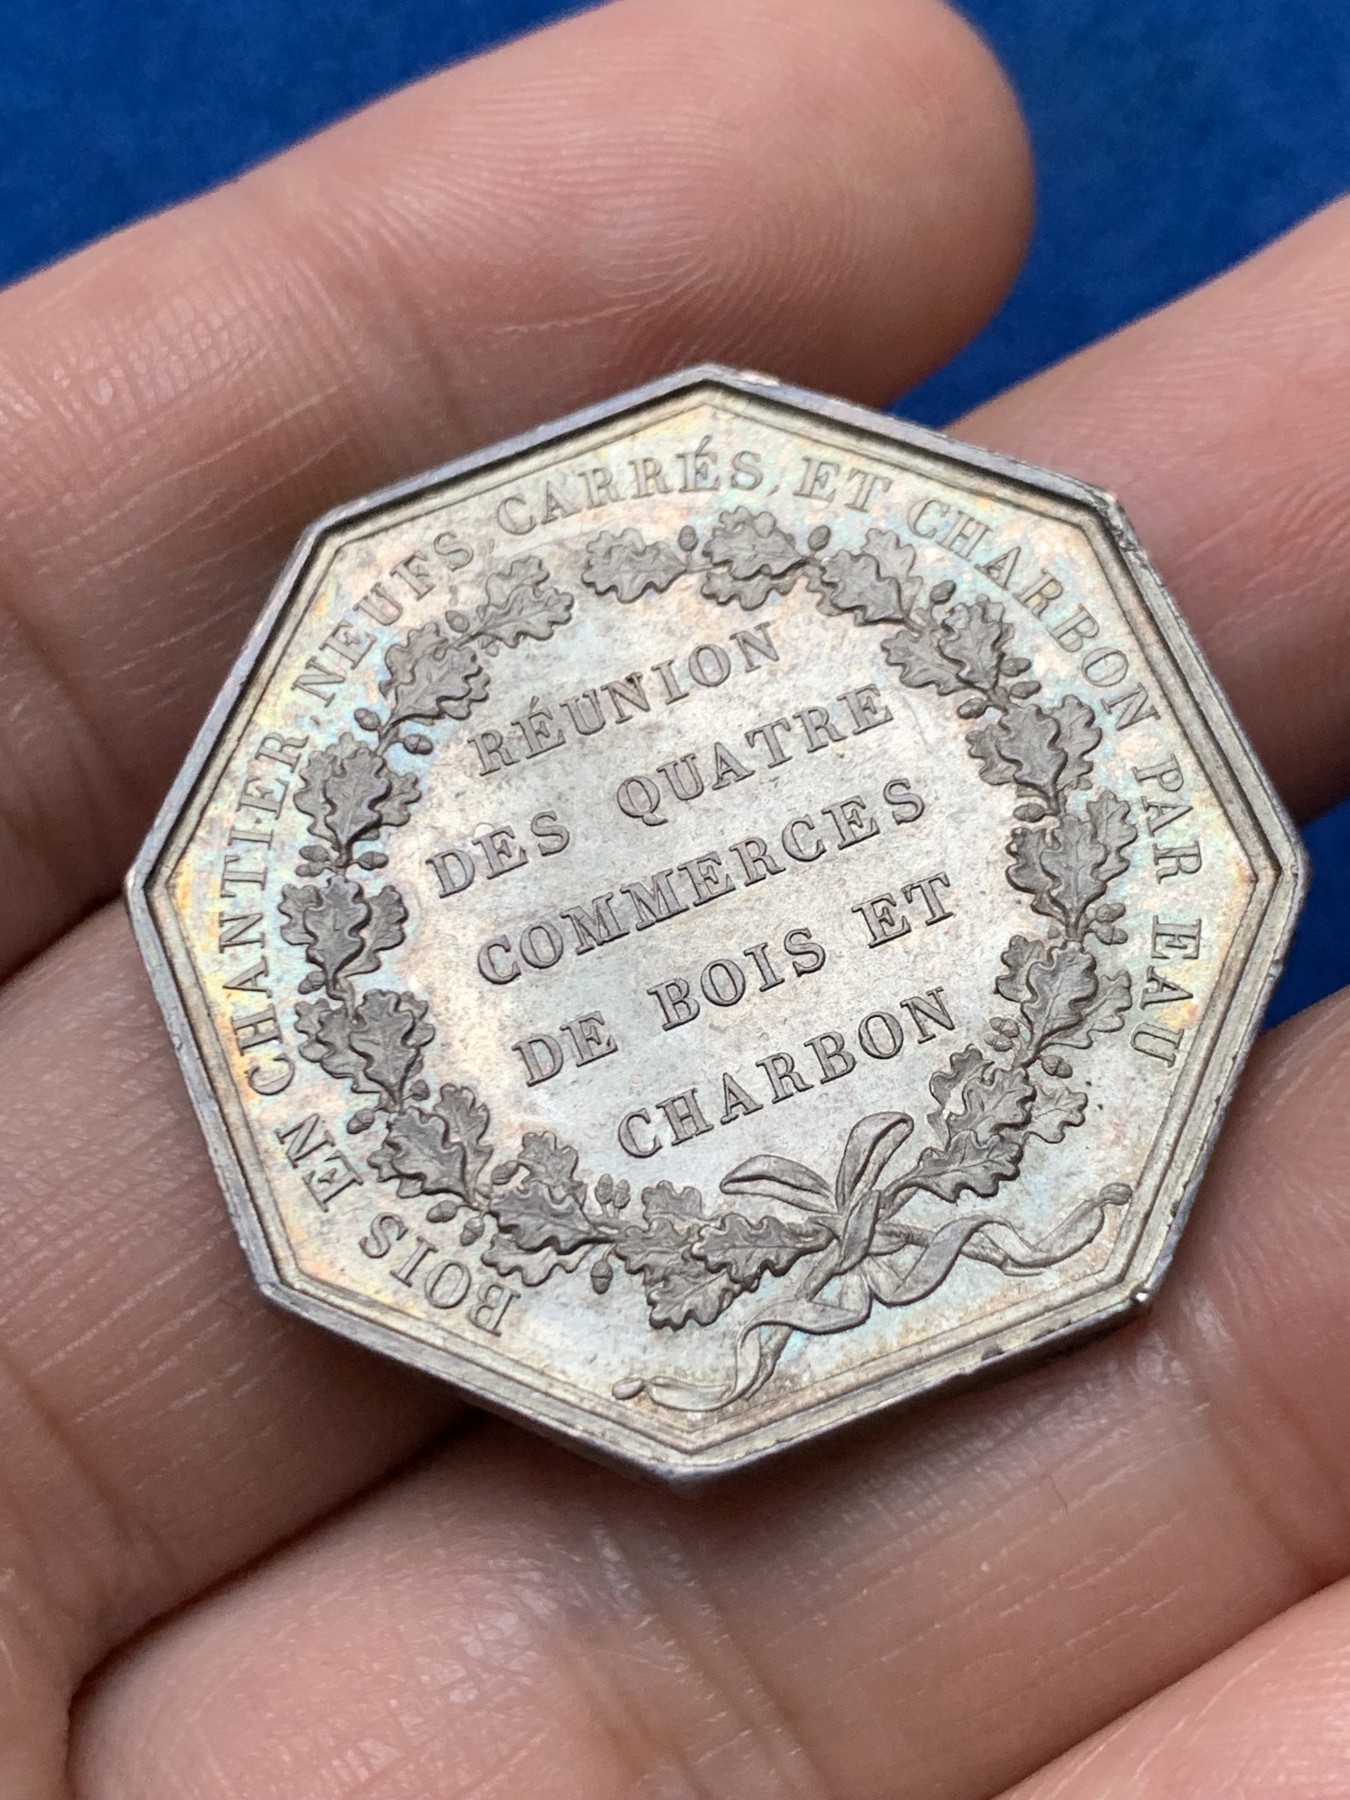 BOIS EN CHANTIER, NEUFS, CARRÉS, ET CHARBON PAR EAU
RÉUNION
DES QUATRE
COMMERCES
DE BOIS ET
CHARBON